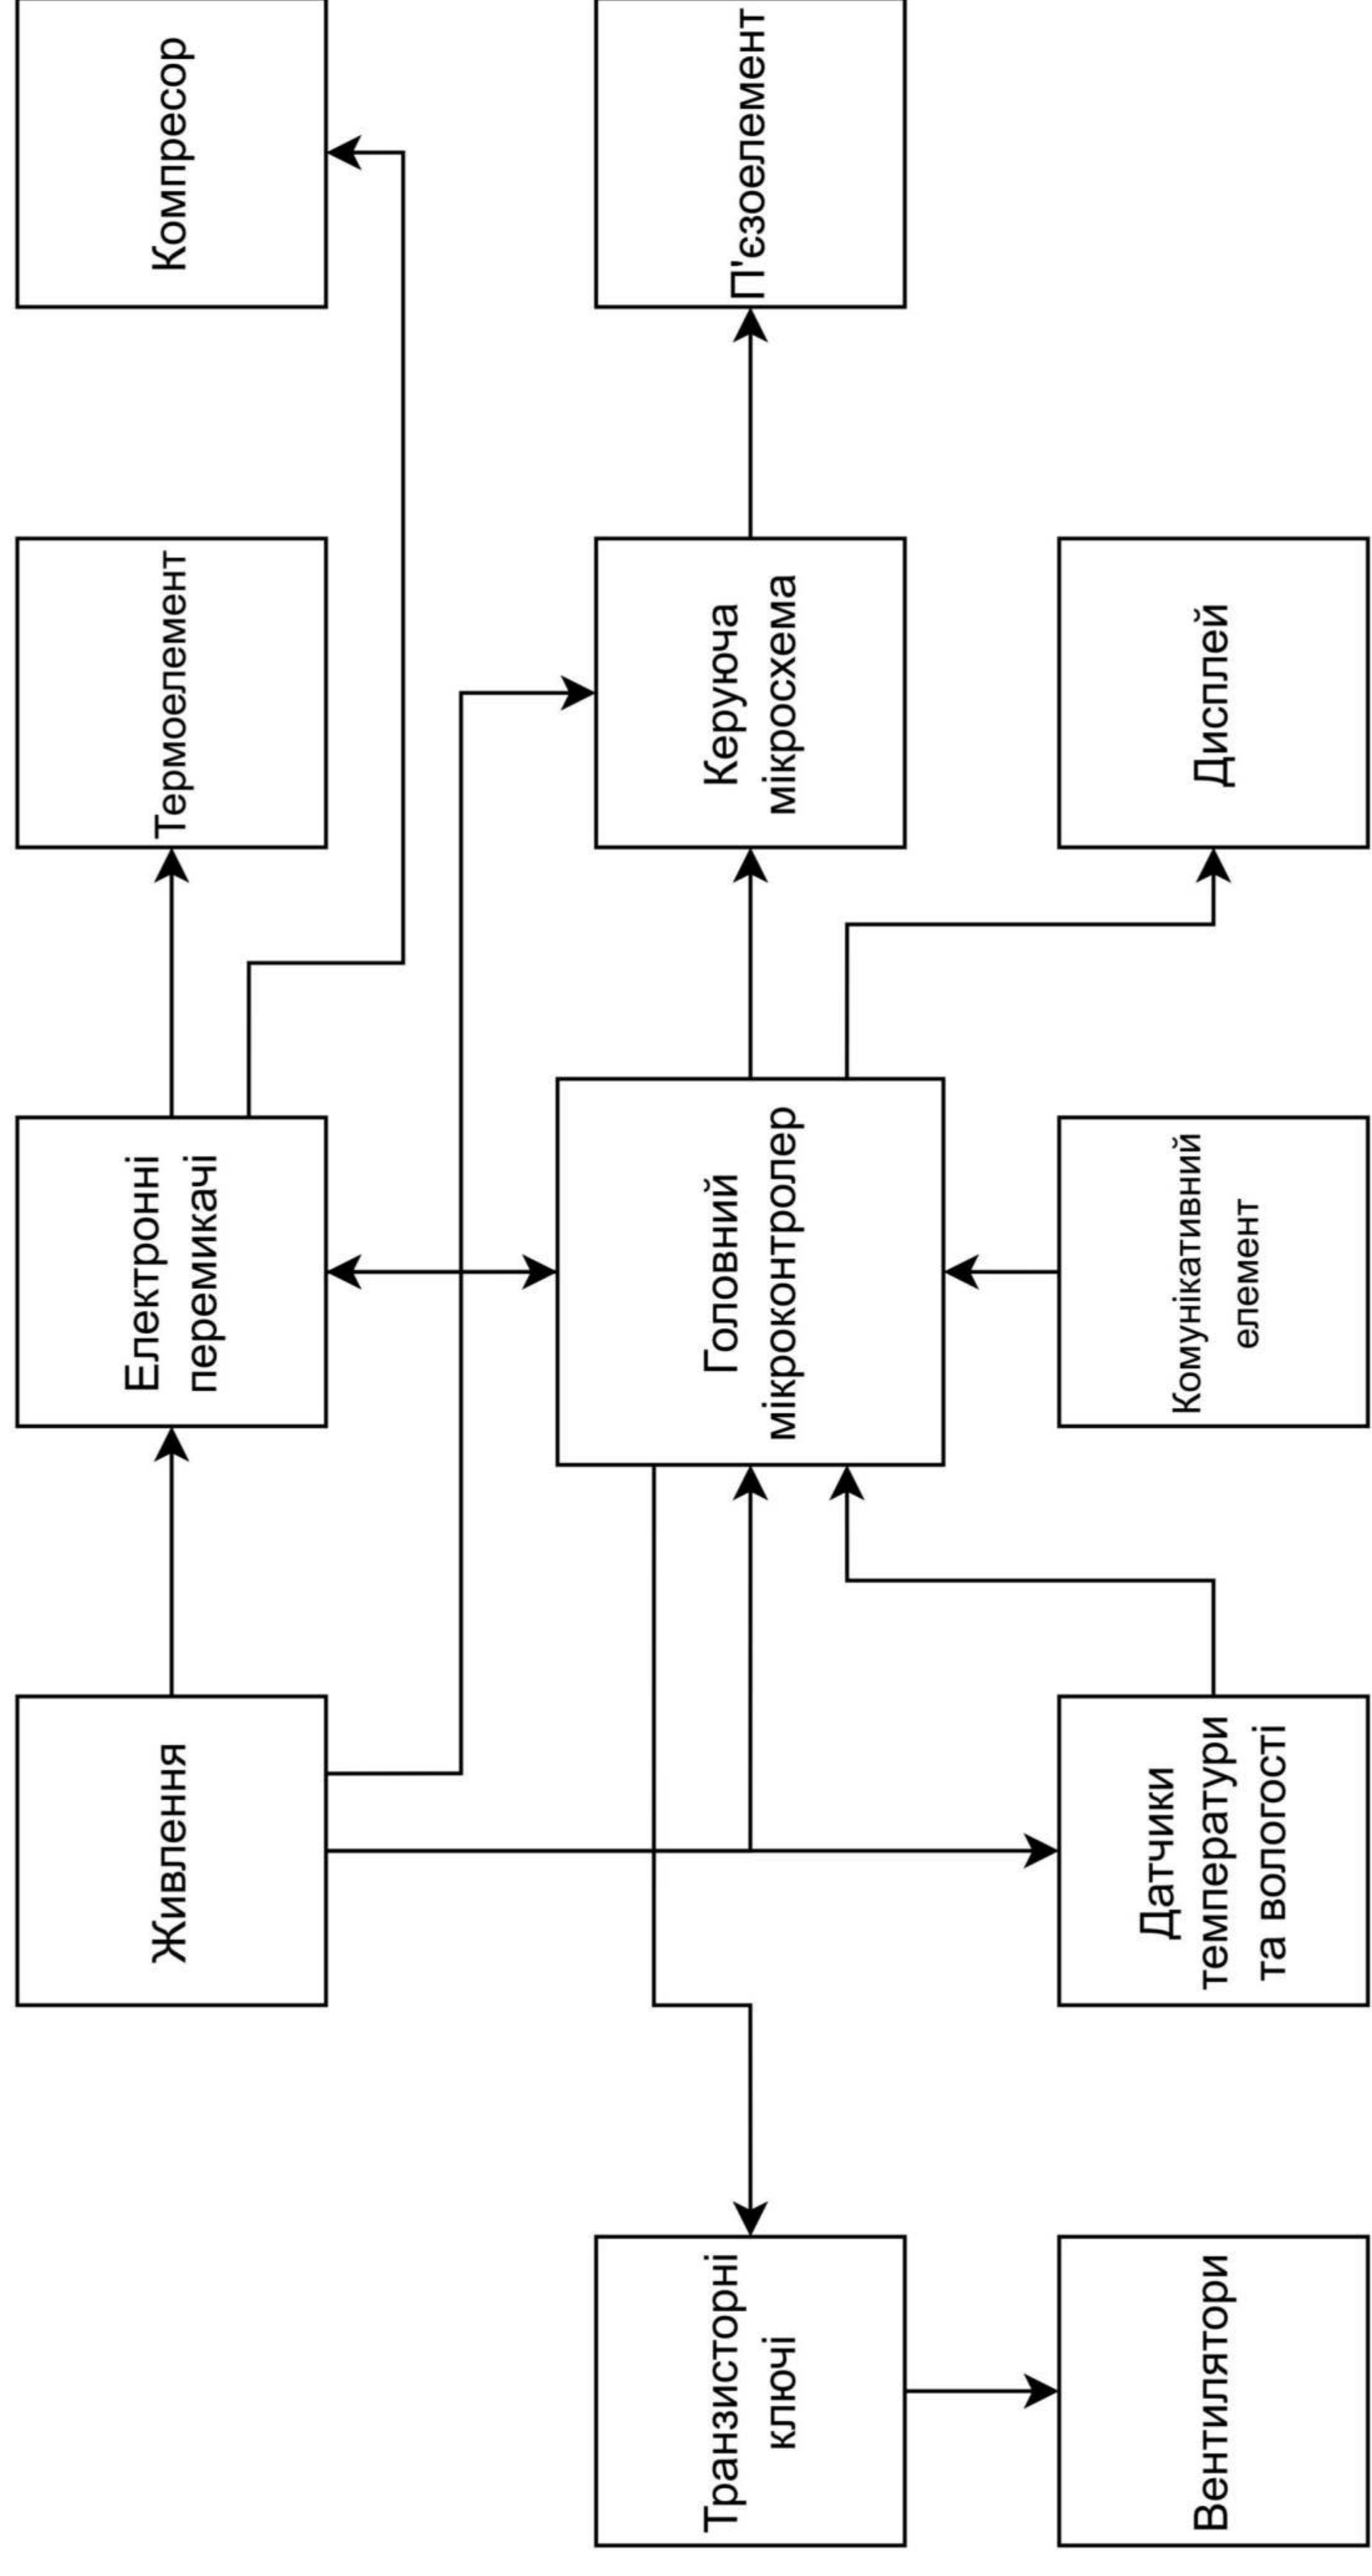 Живлення
Електронні
перемикачі
Термоелемент
Компресор
Транзисторні
ключі
Головний
мікроконтролер
Керуюча
мікросхема
П'єзоелемент
Вентилятори
Датчики
температури
та вологості
Комунікативний
елемент
Дисплей